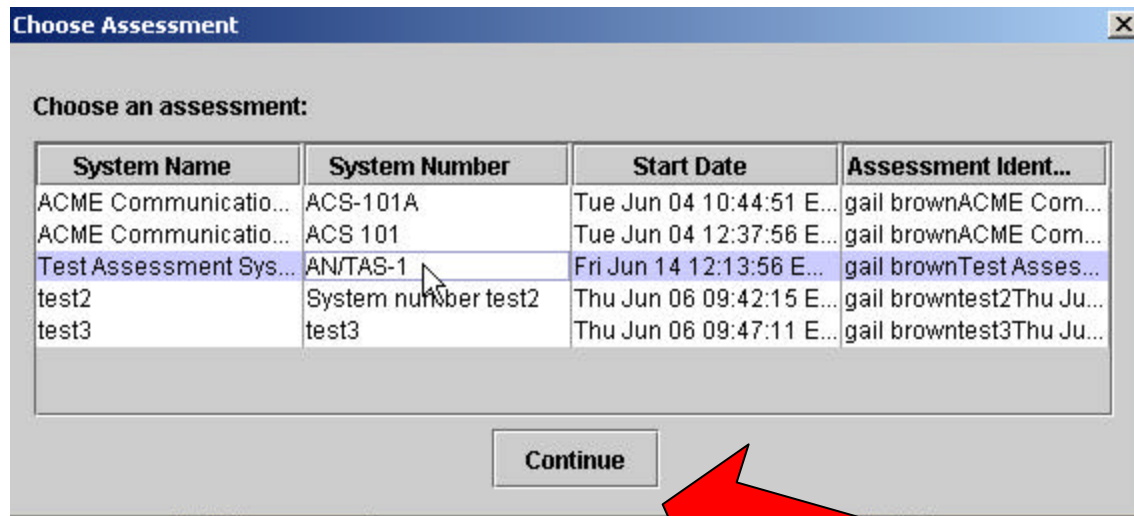 Choose Assessment
Choose an assessment:
System Name System Number Start Date Assessment Ident...
ACME Communicatio... ACS-101A Tue Jun 04 10:44:51 E... gail brownACME Com...
ACME Communicatio... ACS 101 Tue Jun 04 12:37:56 E... gail brownACME Com...
Test Assessment Sys... AN/TAS-1 Fri Jun 14 12:13:56 E... gail brownTest Asses...
test2 System number test2 Thu Jun 06 09:42:15 E... gail browntest2Thu Ju...
test3 test3 Thu Jun 06 09:47:11 E... gail browntest3Thu Ju...
Continue